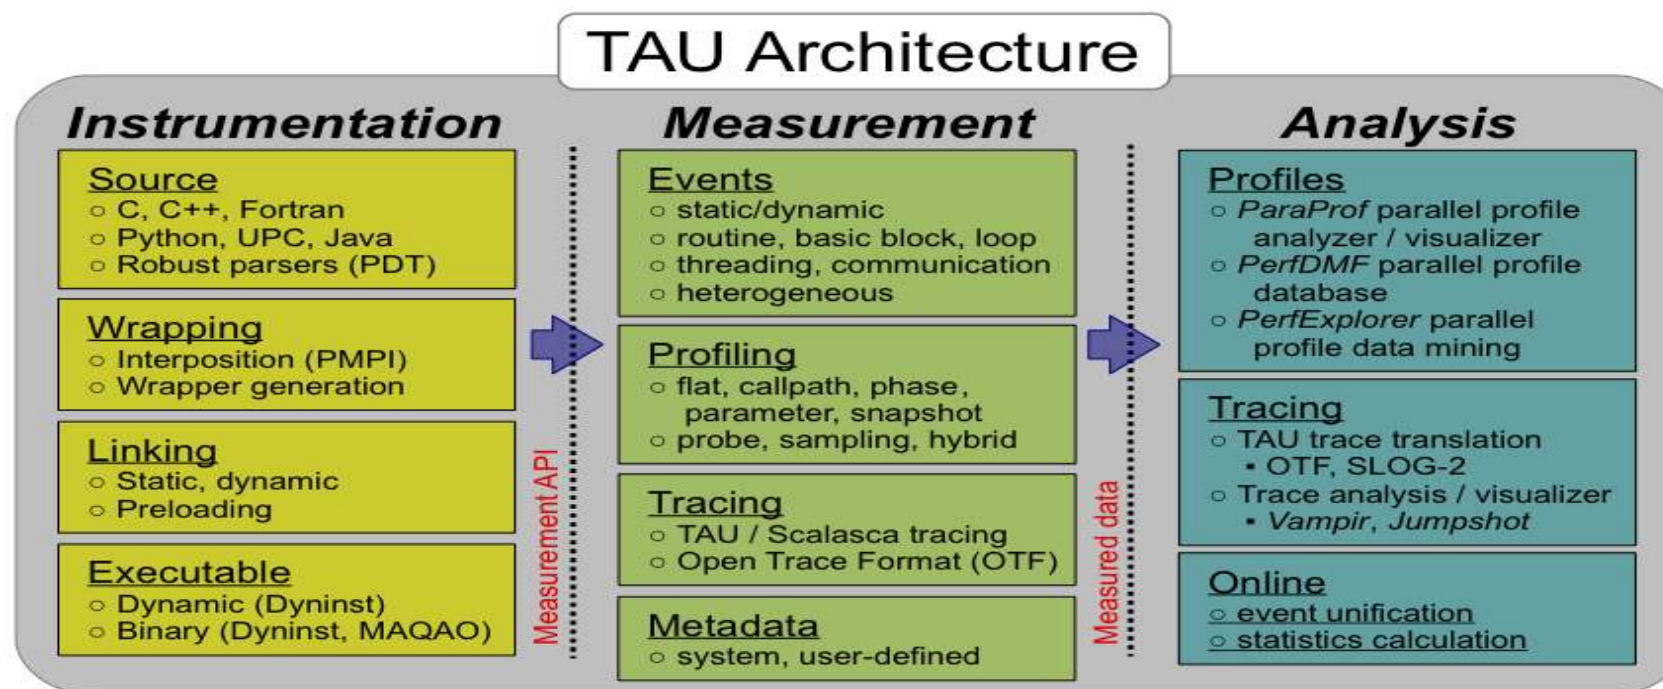 TAU Architecture
Instrumentation
Source
○ C, C++, Fortran
○ Python, UPC, Java
○ Robust parsers (PDT)
Wrapping
○ Interposition (PMPI)
○ Wrapper generation
Linking
○ Static, dynamic
○ Preloading
Executable
○ Dynamic (Dyninst)
○ Binary (Dyninst, MAQAO)
Measurement API
Measurement
Events
○ static/dynamic
○ routine, basic block, loop
○ threading, communication
○ heterogeneous
Profiling
○ flat, callpath, phase,
parameter, snapshot
○ probe, sampling, hybrid
Tracing
○ TAU / Scalasca tracing
○ Open Trace Format (OTF)
Metadata
○ system, user-defined
Measured data
Analysis
Profiles
○ ParaProf parallel profile
analyzer / visualizer
○ PerfDMF parallel profile
database
○ PerfExplorer parallel
profile data mining
Tracing
○ TAU trace translation
▪ OTF, SLOG-2
○ Trace analysis / visualizer
▪ Vampir, Jumpshot
Online
○ event unification
○ statistics calculation